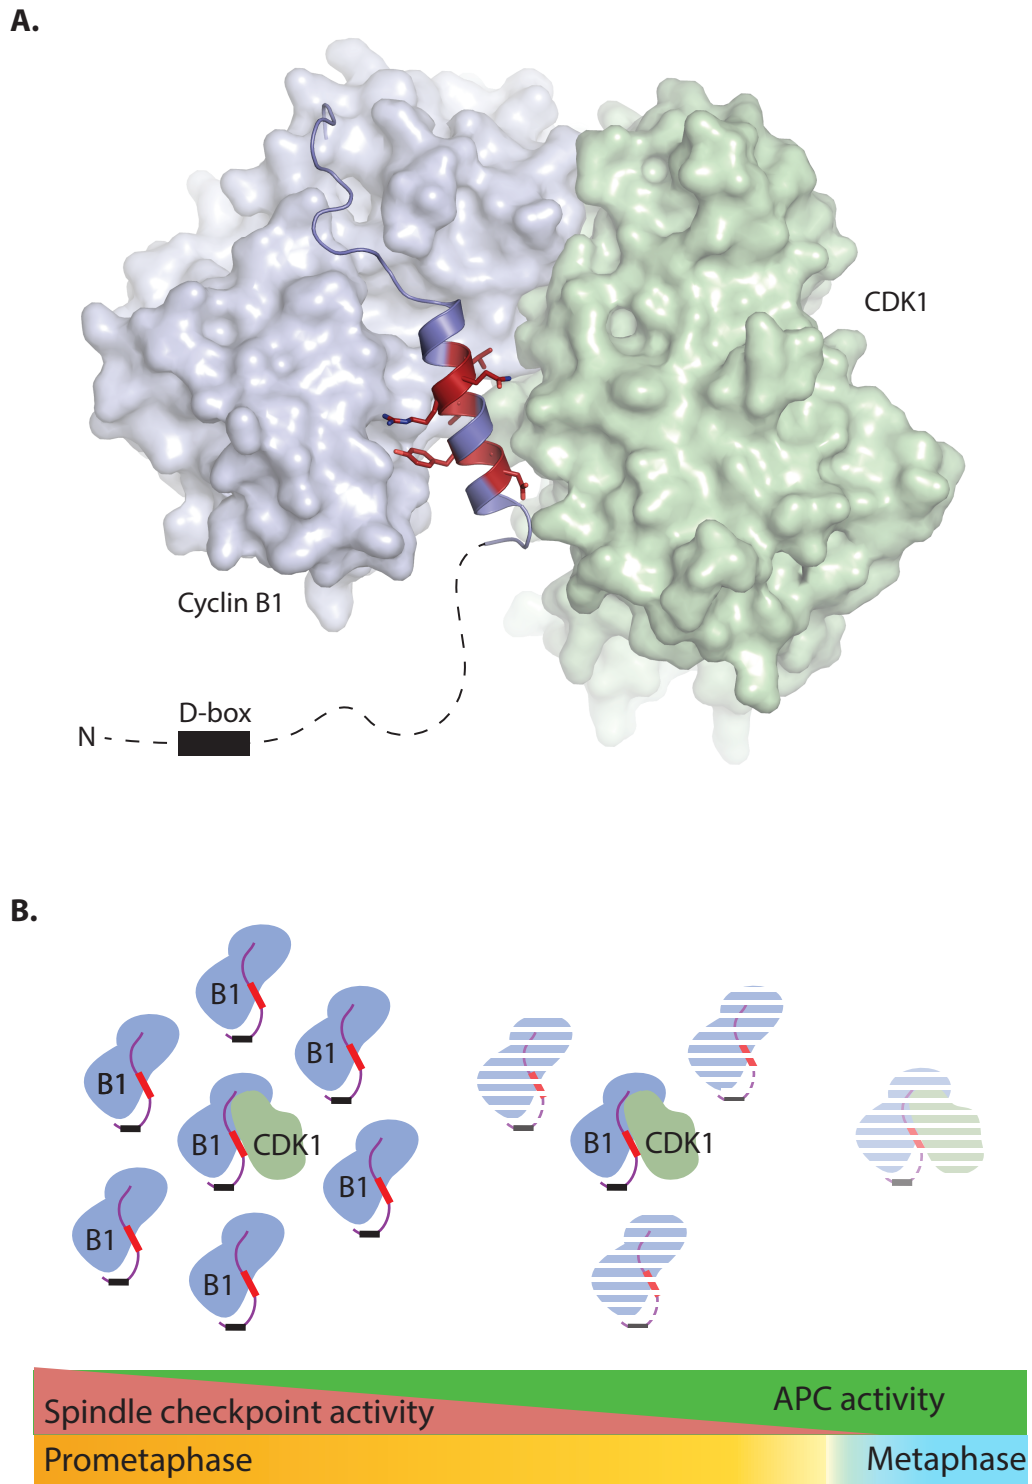 A.
CDK1
Cyclin B1
D-box
N
B.
B1
B1
B1
B1
CDK1
B1
B1
B1
B1
CDK1
Spindle checkpoint activity
APC activity
Prometaphase
Metaphase